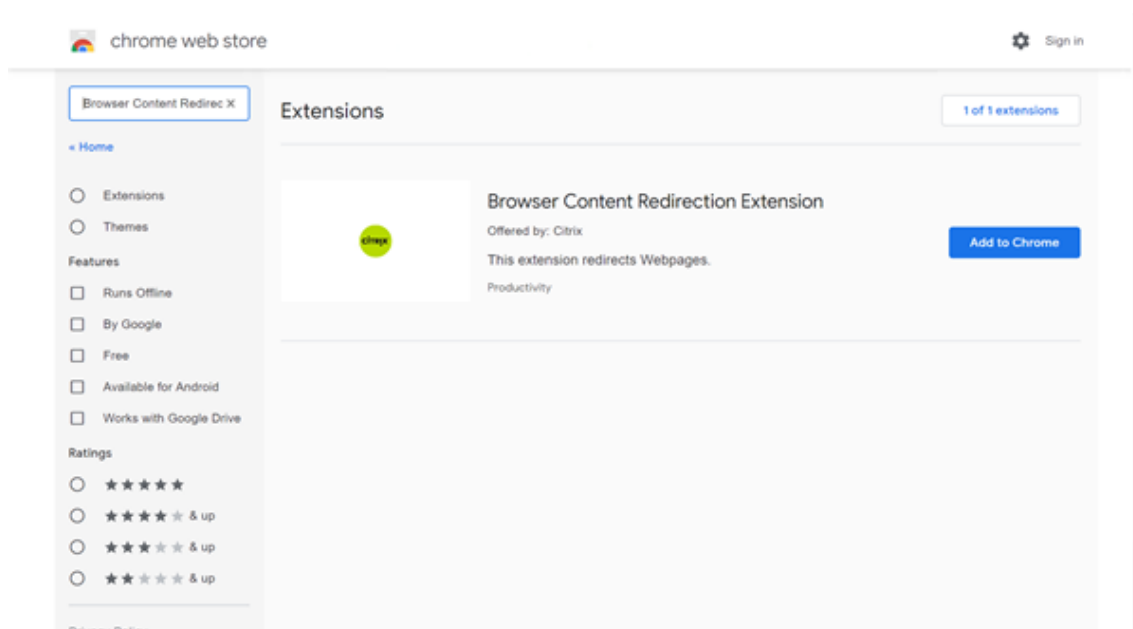 chrome web store
Sign in
Browser Content Redirec ×
« Home
Extensions
Themes
Features
Runs Offline
By Google
Free
Available for Android
Works with Google Drive
Ratings
& up
& up
& up
Extensions
1 of 1 extensions
citrix
Browser Content Redirection Extension
Offered by: Citrix
This extension redirects Webpages.
Productivity
Add to Chrome